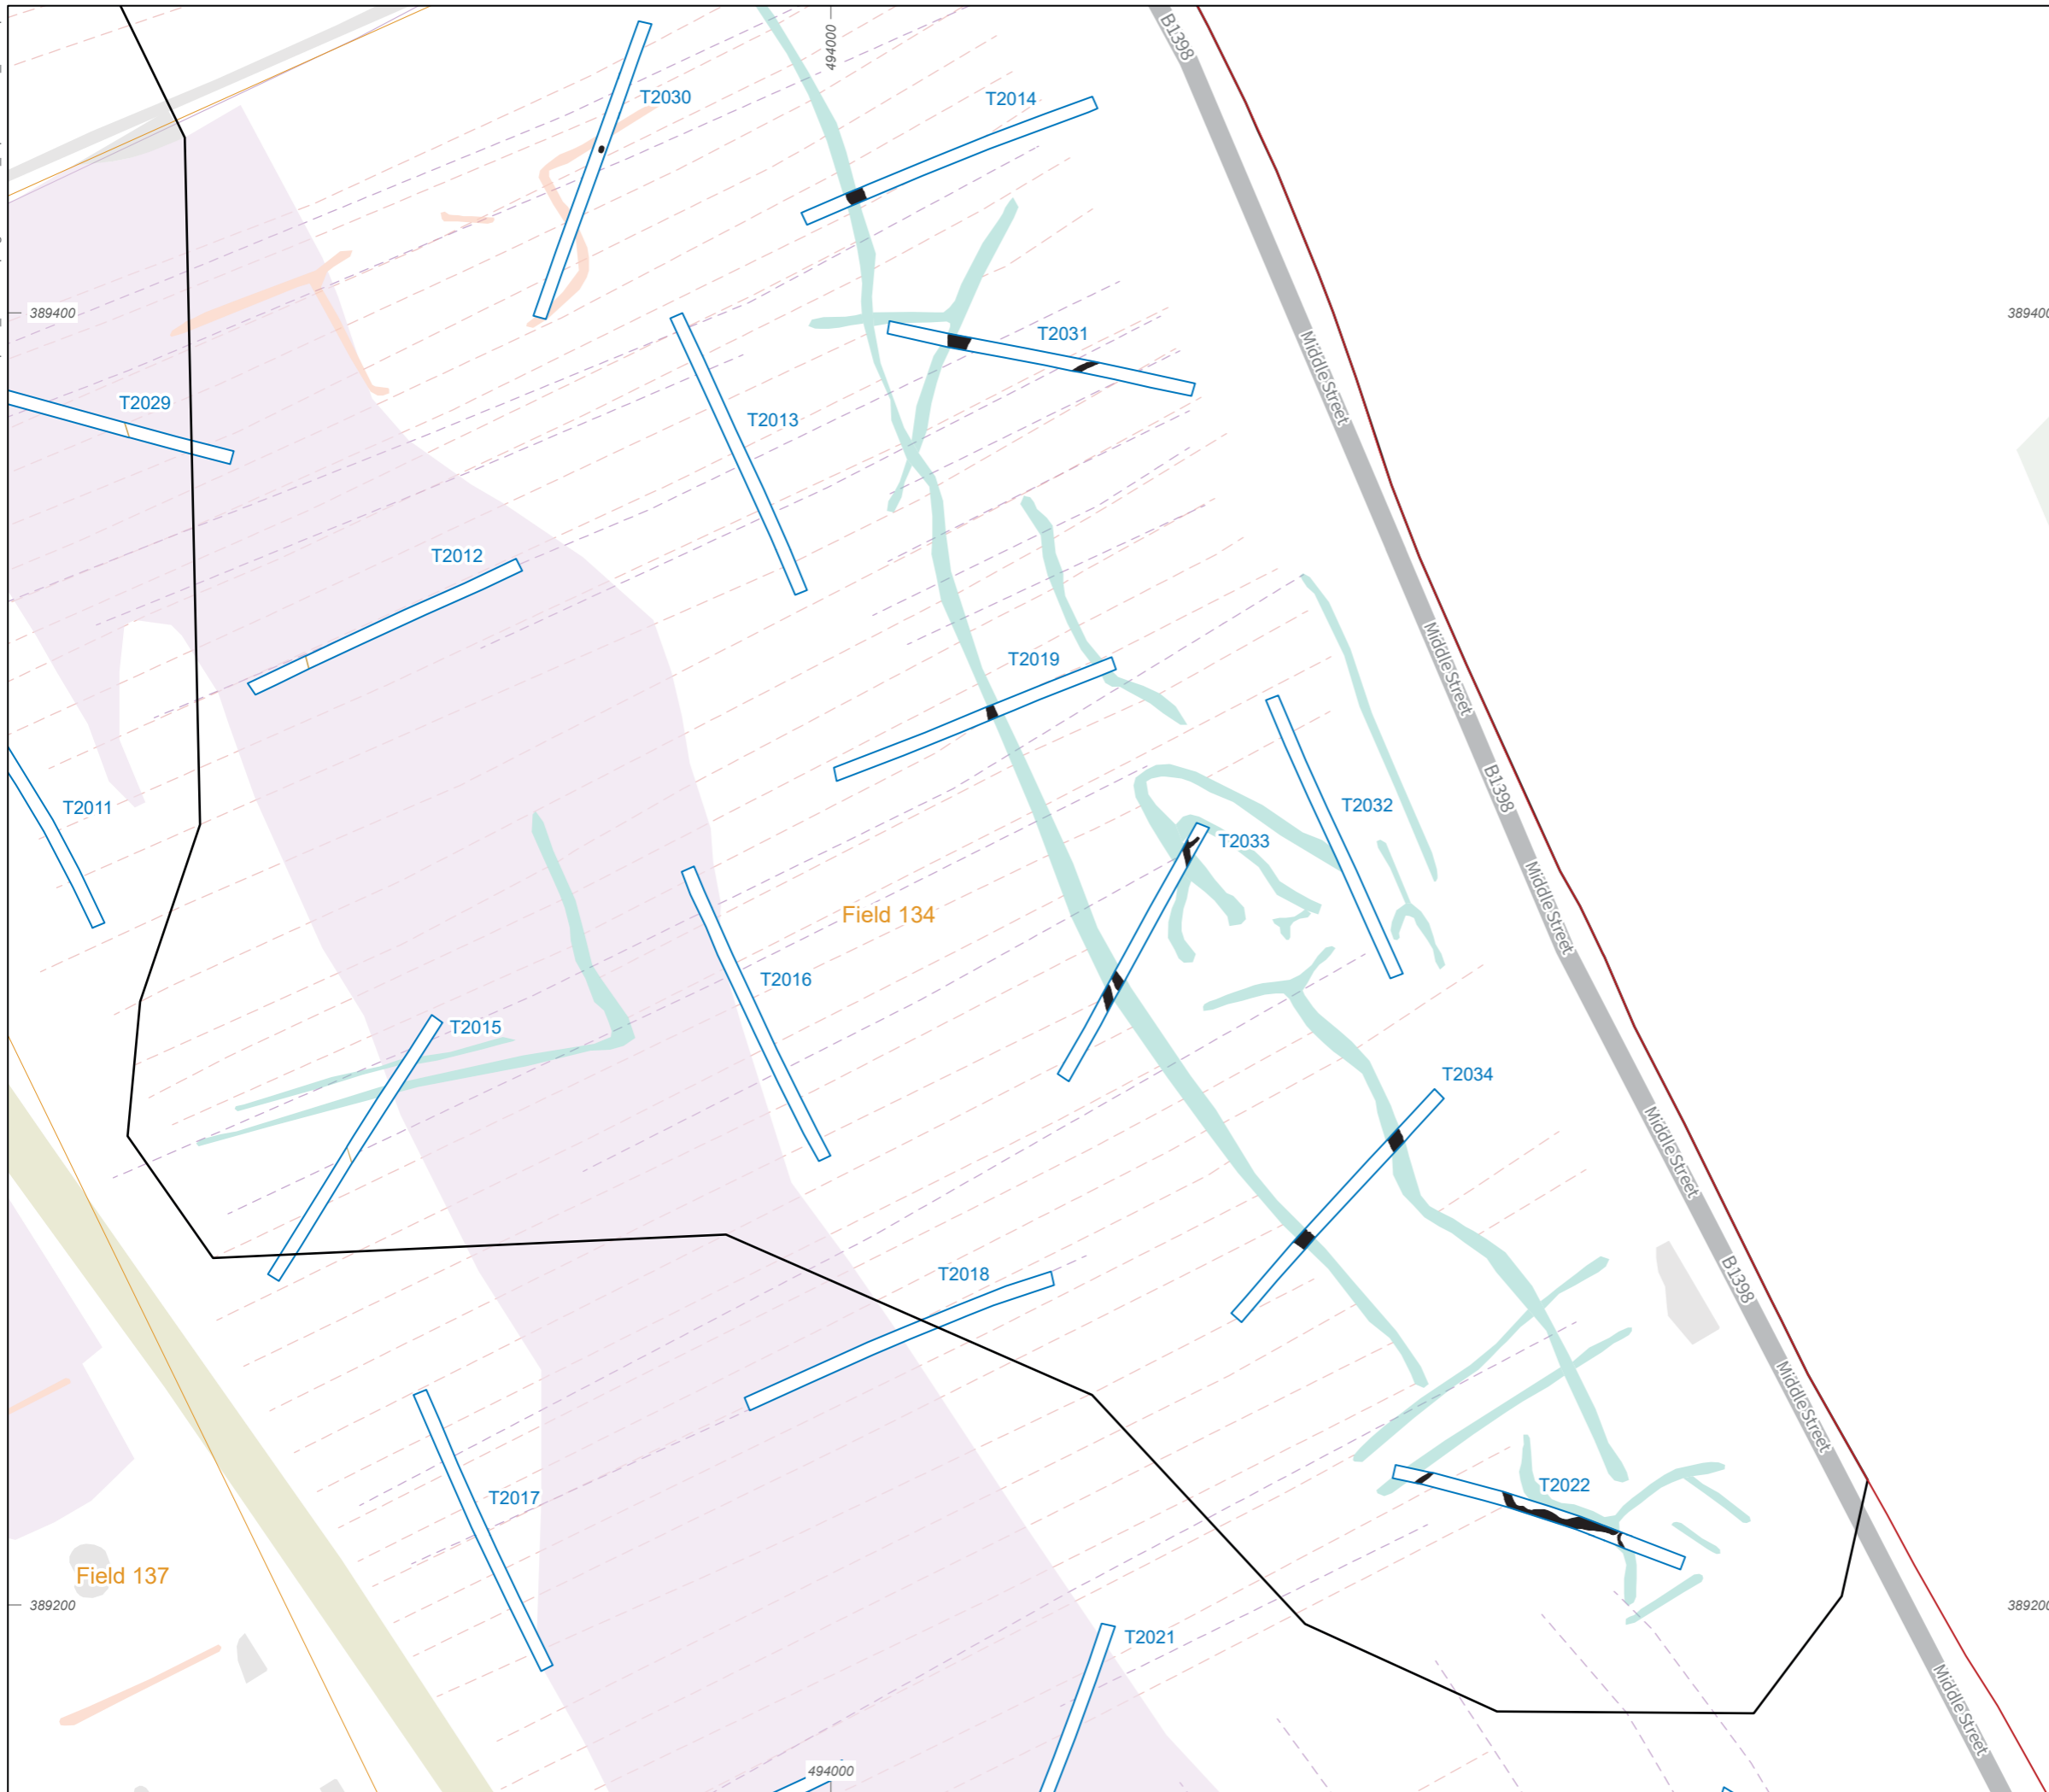 B1398
494000
T2030
T2014
389400
389400
T2031
Middle Street
T2029
T2013
T2012
Middle Street
T2019
B1398
T2011
T2032
T2033
Middle Street
Field 134
T2016
T2015
T2034
Middle Street
T2018
B1398
Middle Street
T2022
T2017
Field 137
389200
389200
T2021
Middle Street
494000